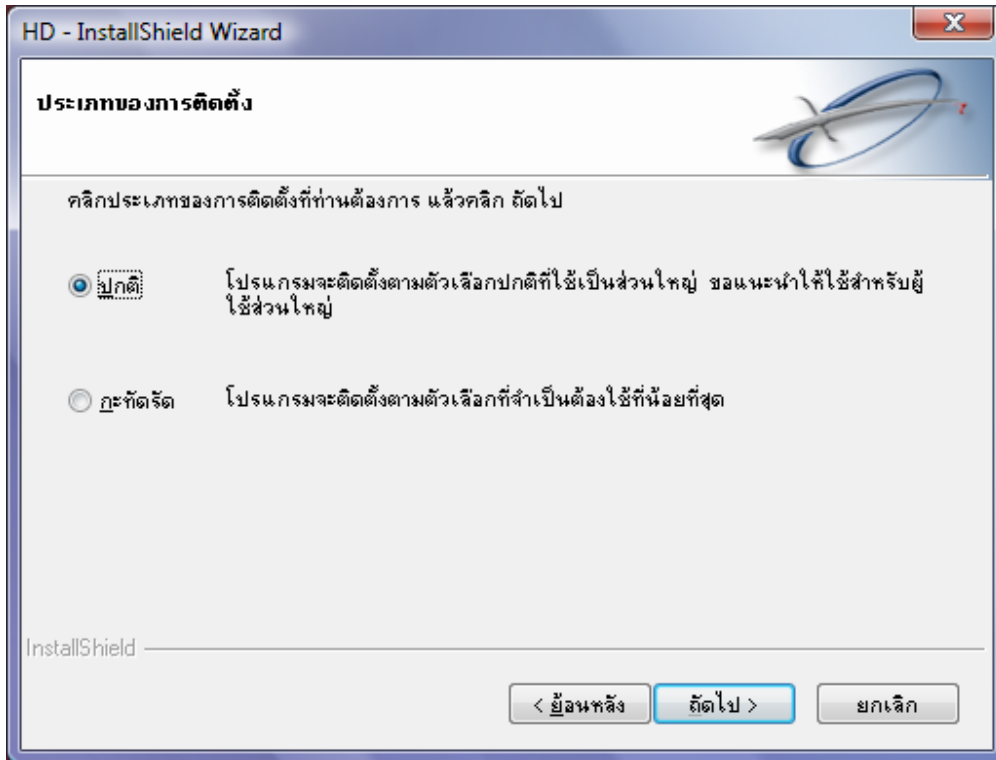 HD - InstallShield Wizard
ประเภทของการติดตั้ง
คลิกประเภทของการติดตั้งที่ท่านต้องการ แล้วคลิก ถัดไป
ปกติ
โปรแกรมจะติดตั้งตามตัวเลือกปกติที่ใช้เป็นส่วนใหญ่ ขอแนะนำให้ใช้สำหรับผู้
ใช้ส่วนใหญ่
กะทัดรัด
โปรแกรมจะติดตั้งตามตัวเลือกที่จำเป็นต้องใช้ที่น้อยที่สุด
InstallShield
< ย้อนหลัง
ถัดไป >
ยกเลิก